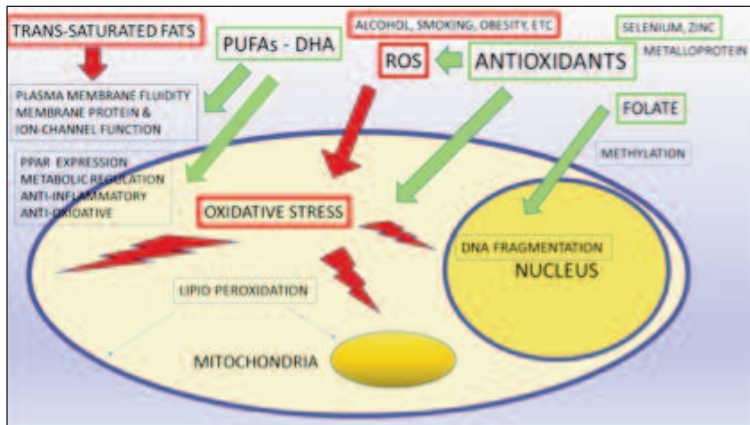 TRANS-SATURATED FATS
PUFAs - DHA
ALCOHOL, SMOKING, OBESITY, ETC
ROS
ANTIOXIDANTS
SELENIUM, ZINC
METALLOPROTEIN
FOLATE
METHYLATION
PLASMA MEMBRANE FLUIDITY
MEMBRANE PROTEIN &
ION-CHANNEL FUNCTION
PPAR EXPRESSION
METABOLIC REGULATION
ANTI-INFLAMMATORY
ANTI-OXIDATIVE
OXIDATIVE STRESS
DNA FRAGMENTATION
NUCLEUS
LIPID PEROXIDATION
MITOCHONDRIA